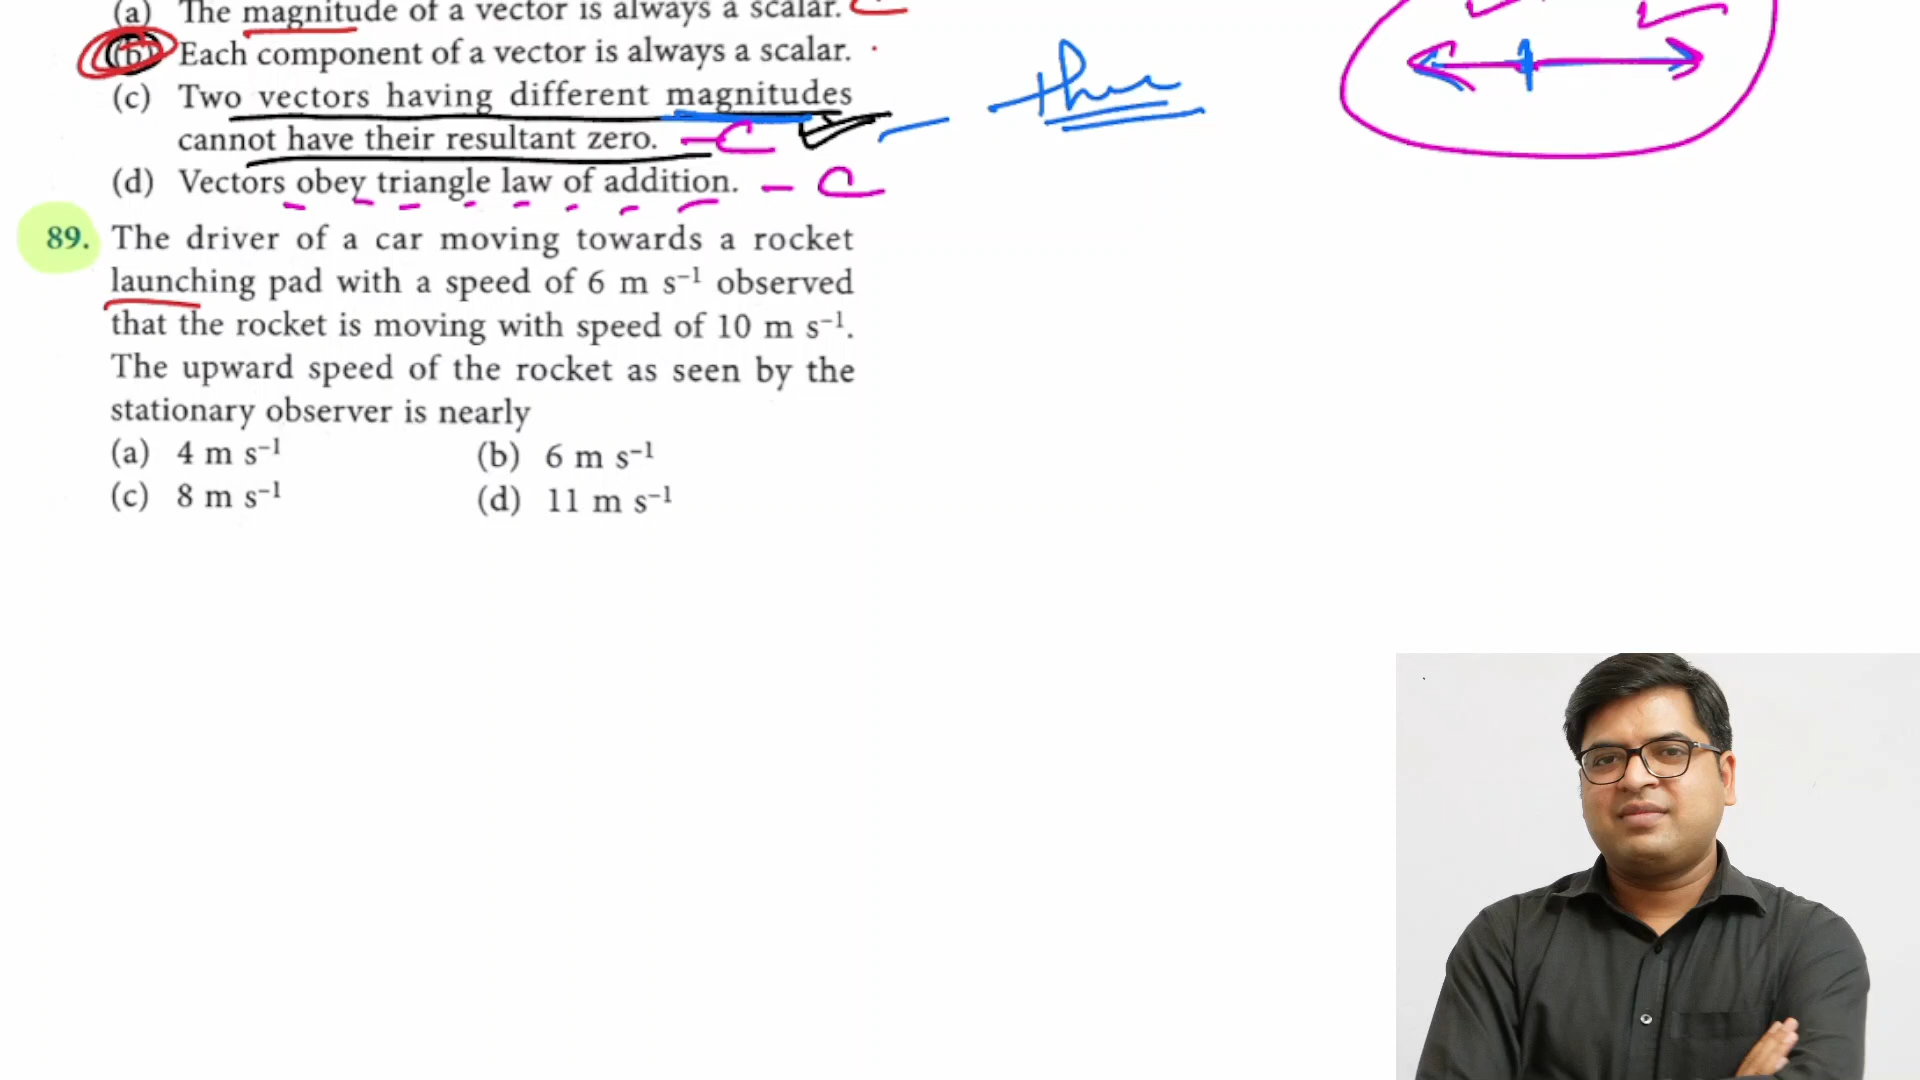 (a) The magnitude of a vector is always a scalar.
(b) Each component of a vector is always a scalar.
(c) Two vectors having different magnitudes
cannot have their resultant zero. - C
(d) Vectors obey triangle law of addition. - C
89. The driver of a car moving towards a rocket
launching pad with a speed of 6 m s⁻¹ observed
that the rocket is moving with speed of 10 m s⁻¹.
The upward speed of the rocket as seen by the
stationary observer is nearly
(a) 4 m s⁻¹ (b) 6 m s⁻¹
(c) 8 m s⁻¹ (d) 11 m s⁻¹